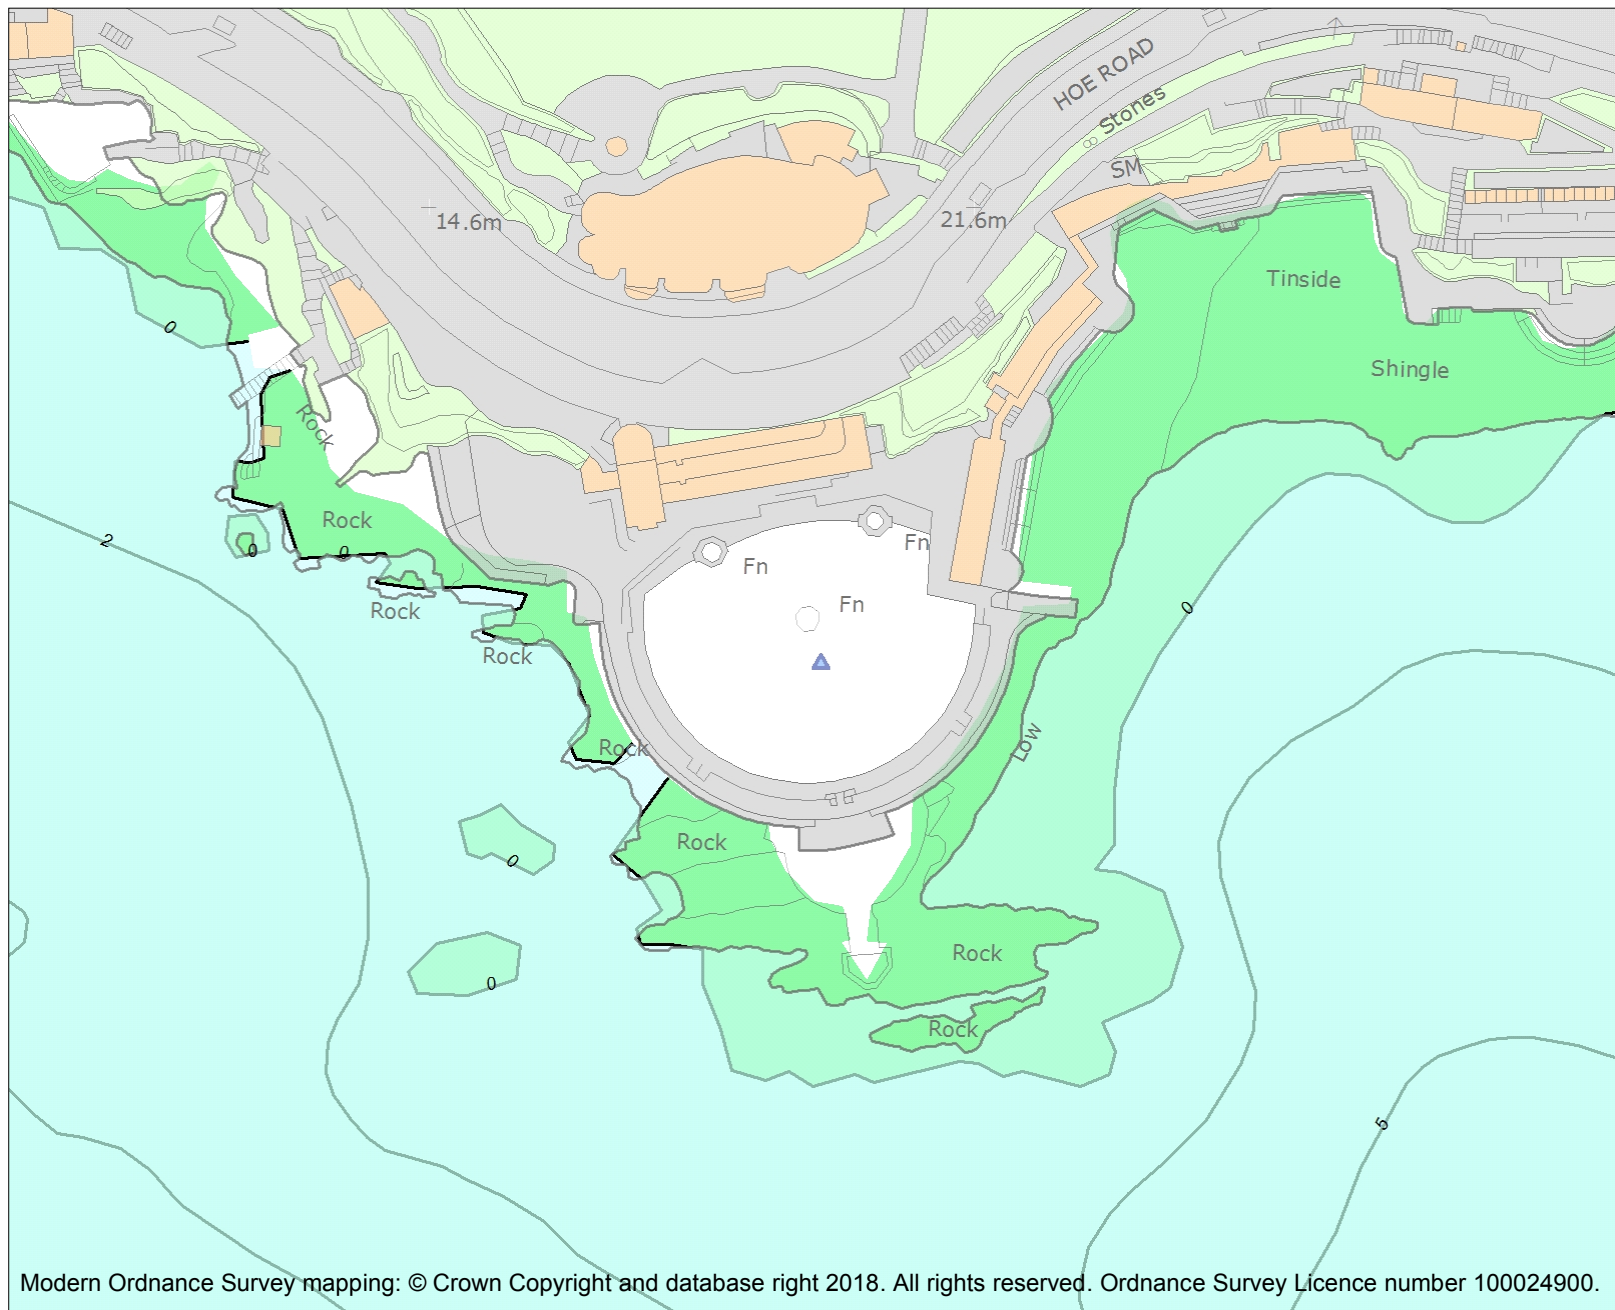 HOE ROAD
Stones
SM
14.6m
21.6m
Tinside
0
Shingle
Rock
Rock
2
0
0
Fn
Fn
Fn
Rock
0
Rock
Low
Rock
Rock
0
Rock
0
Rock
5
Modern Ordnance Survey mapping: © Crown Copyright and database right 2018. All rights reserved. Ordnance Survey Licence number 100024900.